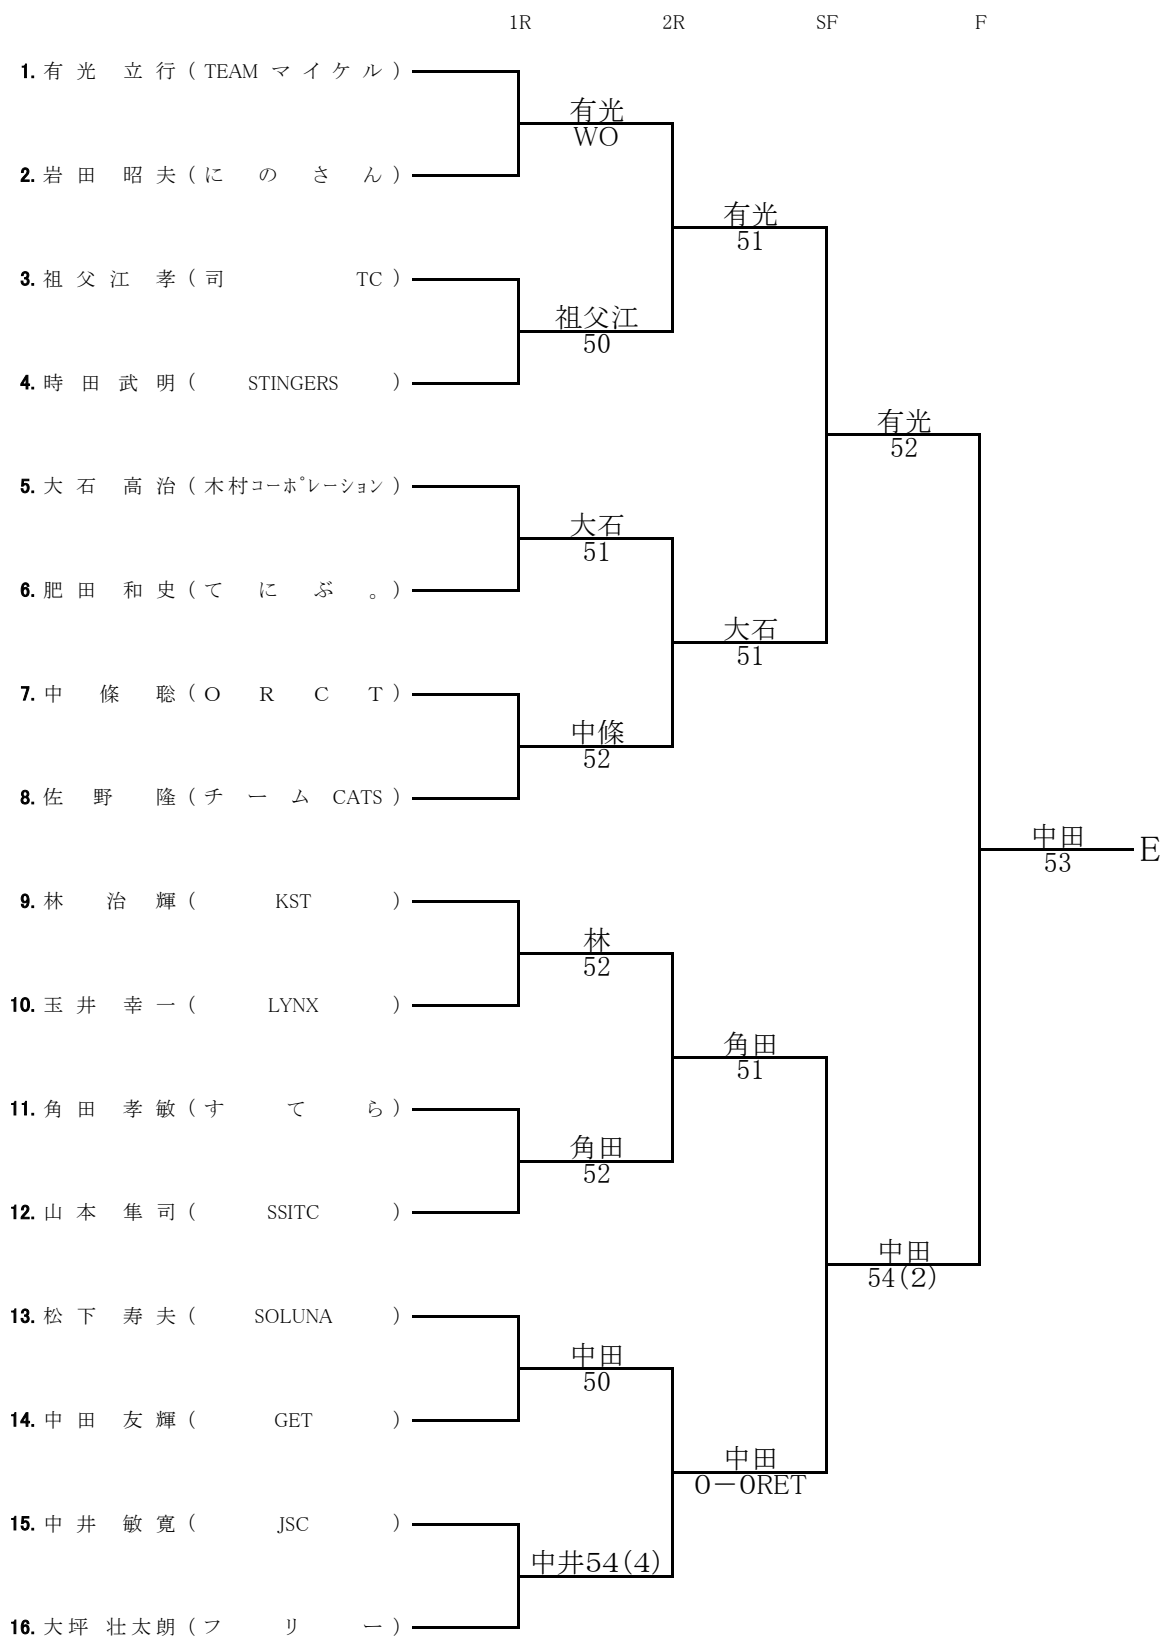 1R 2R SF F
1. 有光 立行 ( TEAM マイケル )
有光
WO
2. 岩田 昭夫 ( にのさん )
有光
51
3. 祖父江 孝 ( 司 TC )
祖父江
50
4. 時田武明 ( STINGERS )
有光
52
5. 大石 高治 ( 木村コーポレーション )
大石
51
6. 肥田 和史 ( てにぶ。 )
大石
51
7. 中條 聡 ( ORCT )
中條
52
8. 佐野 隆 ( チーム CATS )
中田 E
53
9. 林 治輝 ( KST )
林
52
10. 玉井 幸一 ( LYNX )
角田
51
11. 角田 孝敏 ( すてら )
角田
52
12. 山本 隼司 ( SSITC )
中田
54(2)
13. 松下 寿夫 ( SOLUNA )
中田
50
14. 中田 友輝 ( GET )
中田
0-0RET
15. 中井 敏寛 ( JSC )
中井54(4)
16. 大坪 壮太朗 ( フリー )